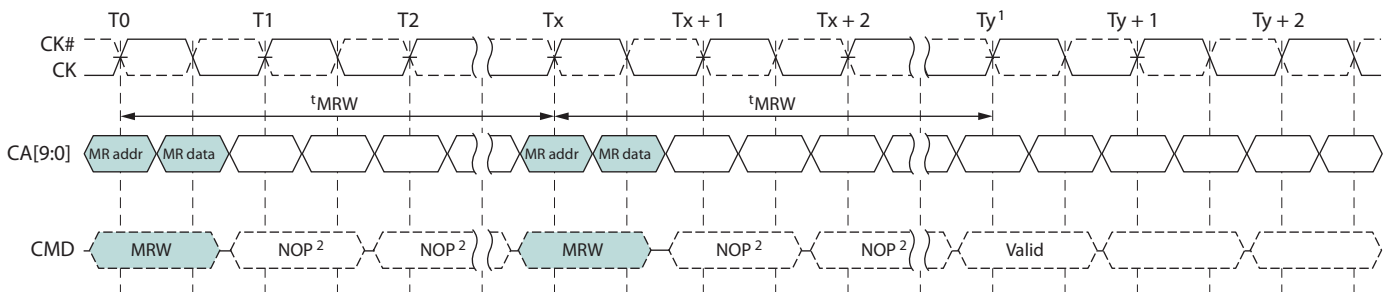 T0 T1 T2 Tx Tx + 1 Tx + 2 Ty¹ Ty + 1 Ty + 2
CK#
CK
ᵗMRW ᵗMRW
CA[9:0] MR addr MR data MR addr MR data
CMD MRW NOP ² NOP ² MRW NOP ² NOP ² Valid